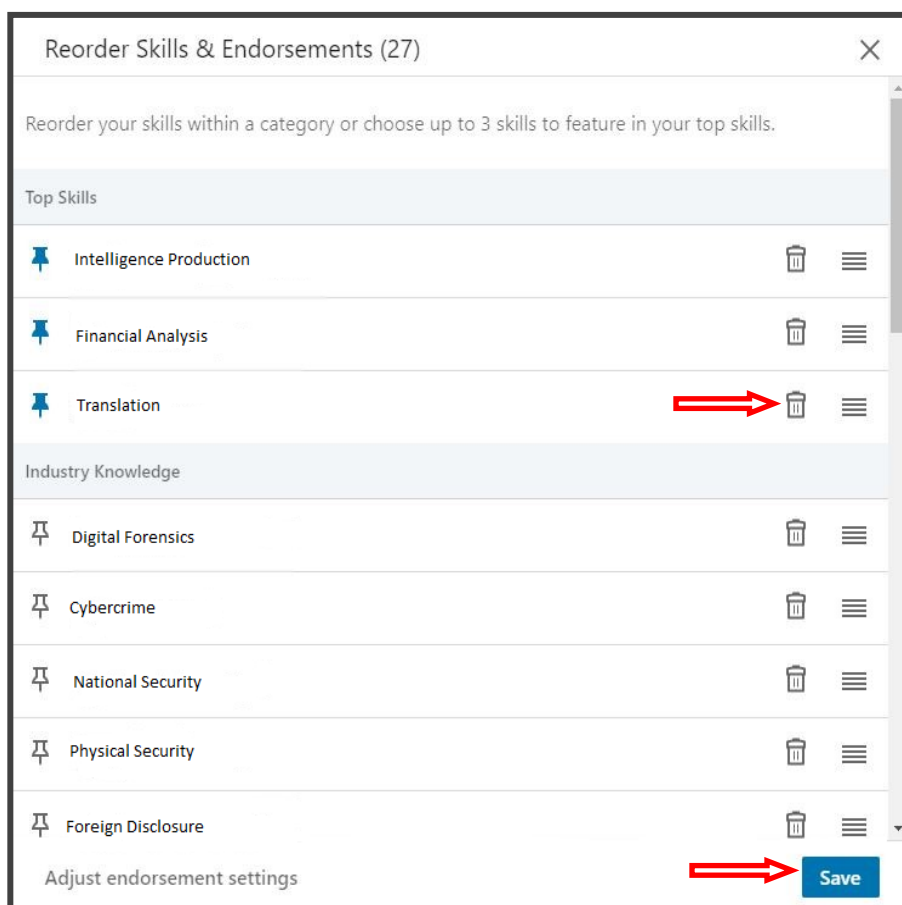 Reorder Skills & Endorsements (27)
Reorder your skills within a category or choose up to 3 skills to feature in your top skills.
Top Skills
Intelligence Production
Financial Analysis
Translation
Industry Knowledge
Digital Forensics
Cybercrime
National Security
Physical Security
Foreign Disclosure
Adjust endorsement settings
Save